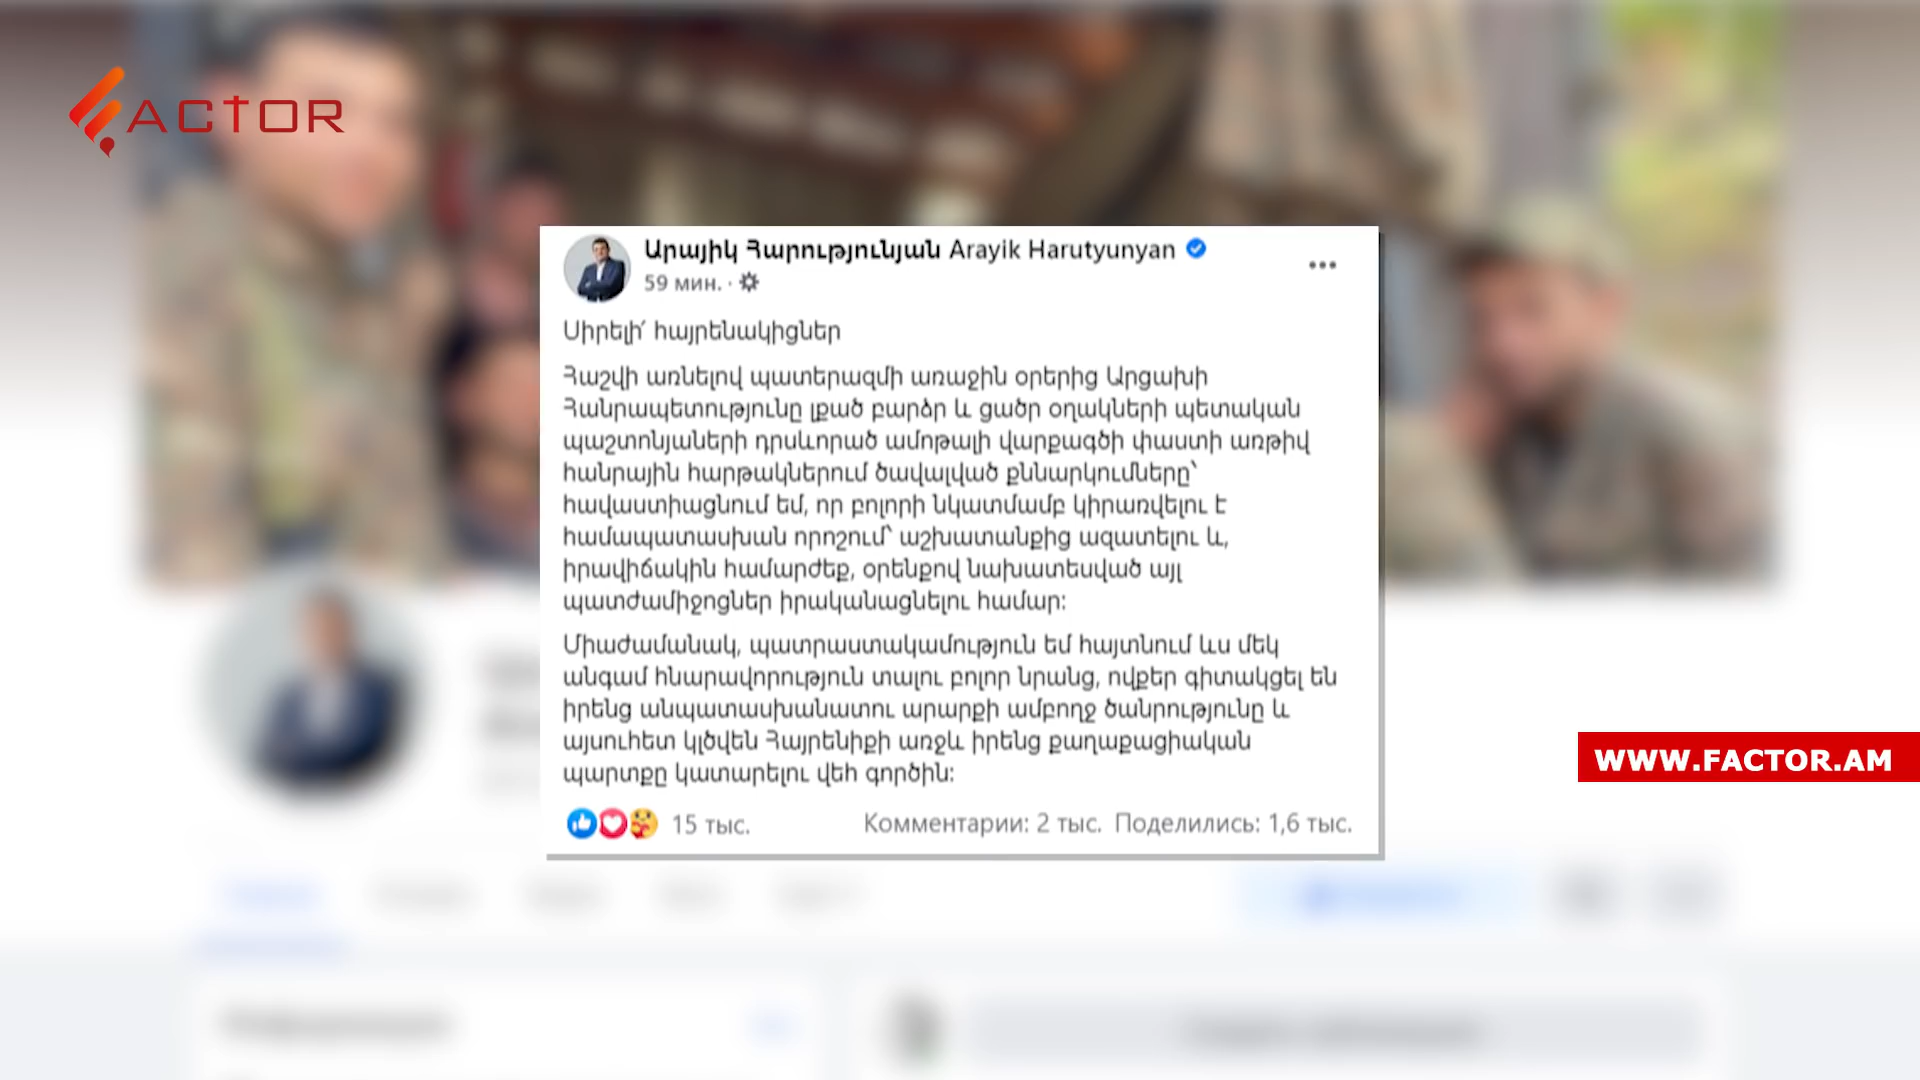 ACTOR
Արայիկ Հարությունյան Arayik Harutyunyan
59 мин. ·
Սիրելի՛ հայրենակիցներ
Հաշվի առնելով պատերազմի առաջին օրերից Արցախի
Հանրապետությունը լքած բարձր և ցածր օղակների պետական
պաշտոնյաների դրսևորած ամոթալի վարքագծի փաստի առթիվ
հանրային հարթակներում ծավալված քննարկումները՝
հավաստիացնում եմ, որ բոլորի նկատմամբ կիրառվելու է
համապատասխան որոշում՝ աշխատանքից ազատելու և,
իրավիճակին համարժեք, օրենքով նախատեսված այլ
պատժամիջոցներ իրականացնելու համար:
Միաժամանակ, պատրաստակամություն եմ հայտնում ևս մեկ
անգամ հնարավորություն տալու բոլոր նրանց, ովքեր գիտակցել են
իրենց անպատասխանատու արարքի ամբողջ ծանրությունը և
այսուհետ կլծվեն Հայրենիքի առջև իրենց քաղաքացիական
պարտքը կատարելու վեհ գործին:
15 тыс. Комментарии: 2 тыс. Поделились: 1,6 тыс.
WWW.FACTOR.AM